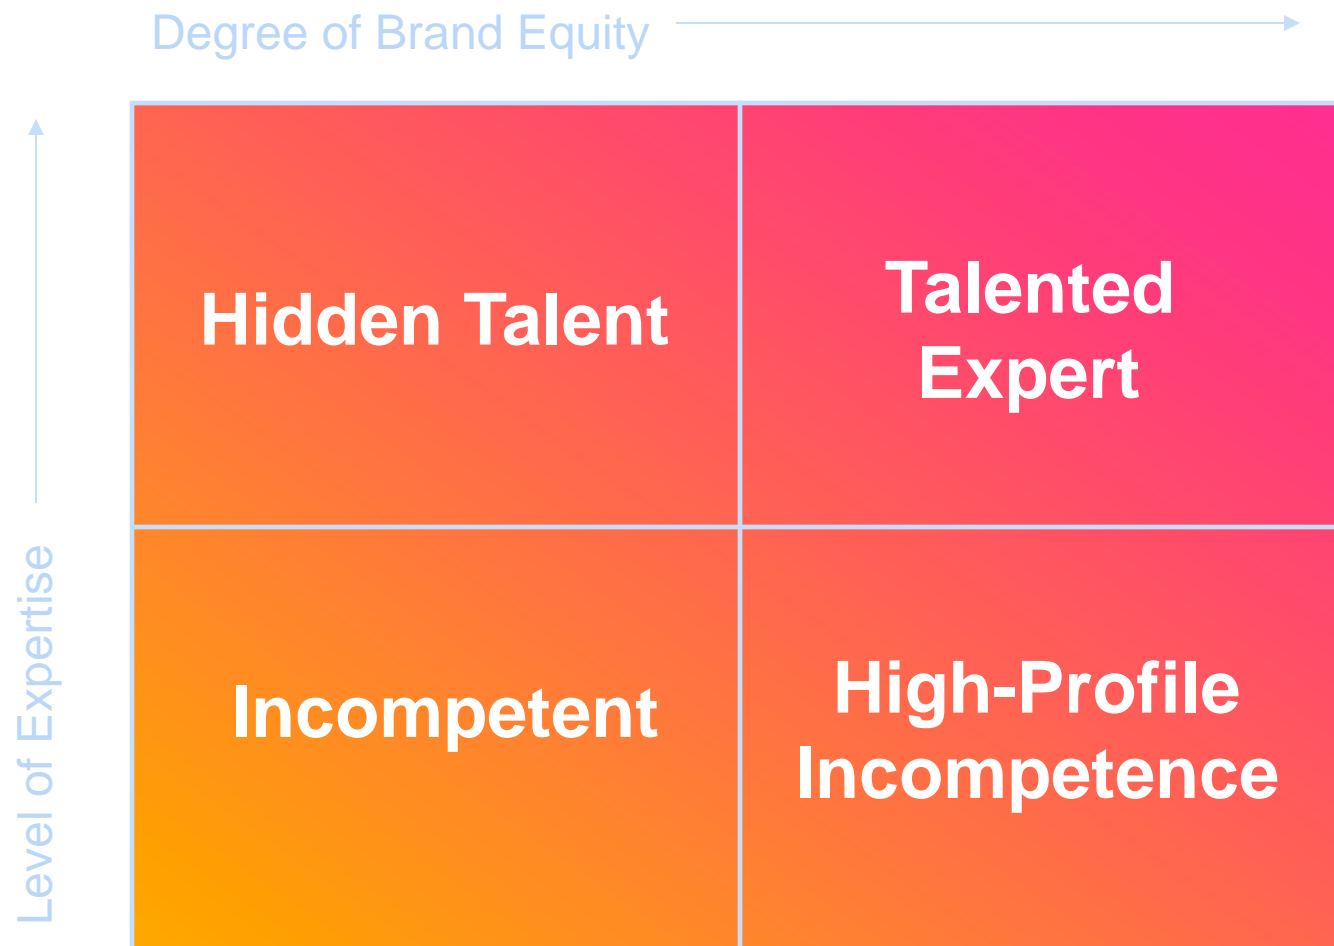 Degree of Brand Equity
Hidden Talent
Talented
Expert
Level of Expertise
Incompetent
High-Profile
Incompetence